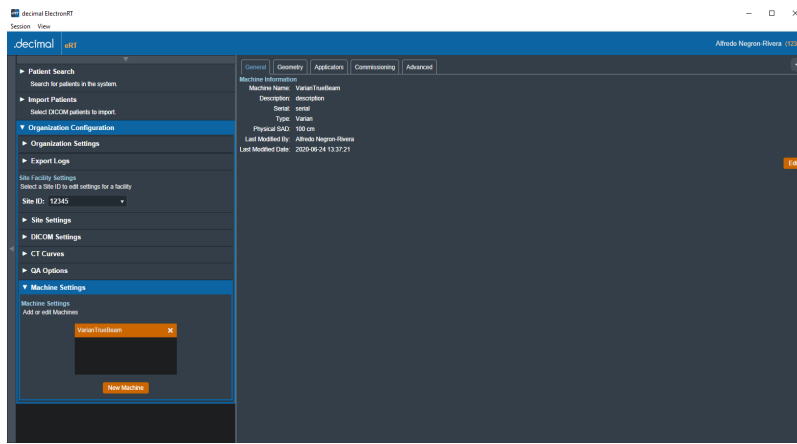 decimal ElectronRT
Session View
.decimal eRT
Alfredo Negron-Rivera (123
Patient Search
Search for patients in the system.
Import Patients
Select DICOM patients to import.
Organization Configuration
Organization Settings
Export Logs
Site Facility Settings
Select a Site ID to edit settings for a facility
Site ID: 12345
Site Settings
DICOM Settings
CT Curves
QA Options
Machine Settings
Machine Settings
Add or edit Machines
VarianTrueBeam
New Machine
General Geometry Applicators Commissioning Advanced
Machine Information
Machine Name: VarianTrueBeam
Description: description
Serial: serial
Type: Varian
Physical SAD: 100 cm
Last Modified By: Alfredo Negron-Rivera
Last Modified Date: 2020-06-24 13:37:21
Edi